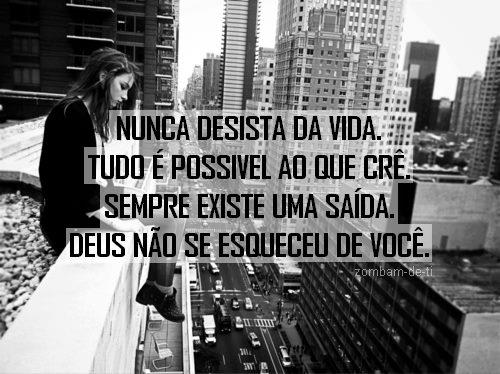 NUNCA DESISTA DA VIDA.
TUDO É POSSIVEL AO QUE CRÊ.
SEMPRE EXISTE UMA SAÍDA.
DEUS NÃO SE ESQUECEU DE VOCÊ.
zombam-de-ti